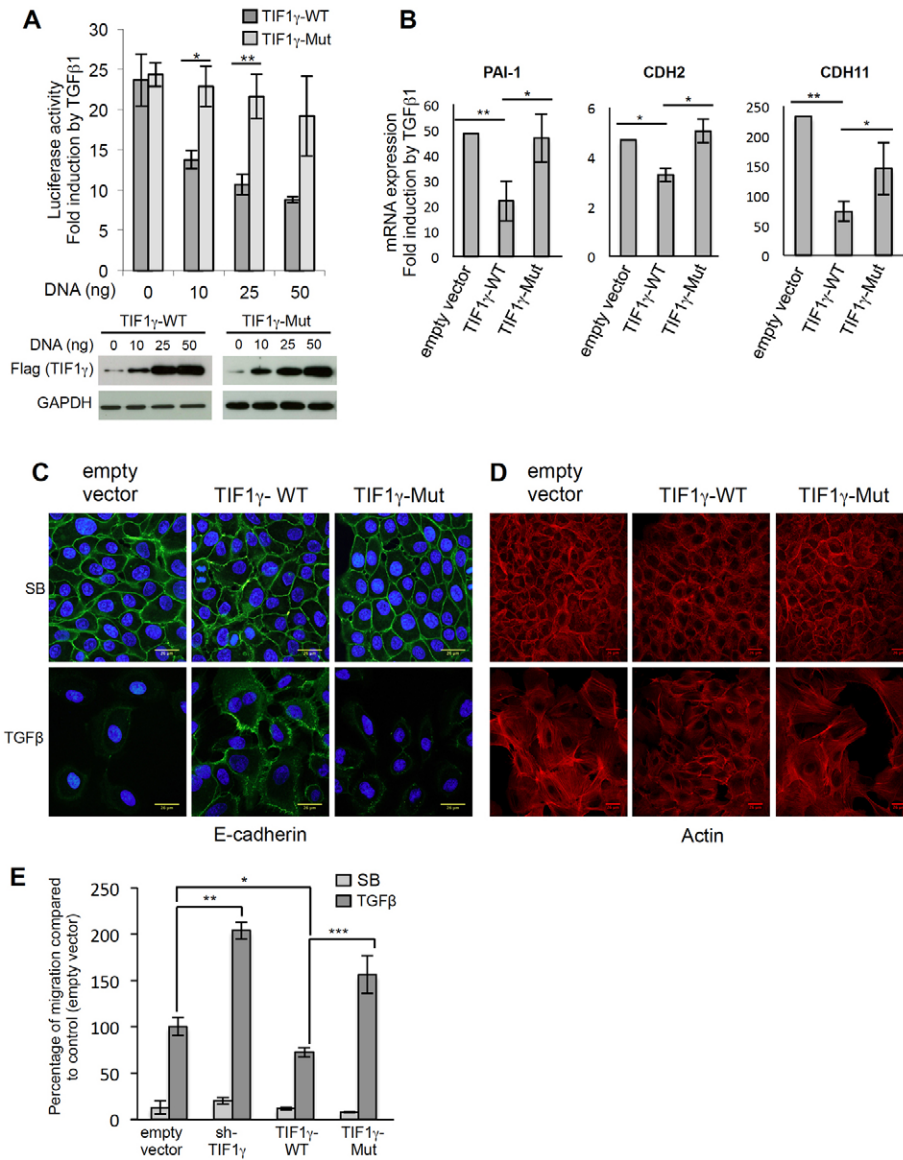 A
TIF1γ-WT
TIF1γ-Mut
Luciferase activity
Fold induction by TGFβ1
30
25
20
15
10
5
0
*
**
DNA (ng)
0 10 25 50
TIF1γ-WT TIF1γ-Mut
DNA (ng) 0 10 25 50 0 10 25 50
Flag (TIF1γ)
GAPDH
B
mRNA expression
Fold induction by TGFβ1
PAI-1
60
50
40
30
20
10
0
** *
empty vector
TIF1γ-WT
TIF1γ-Mut
CDH2
6
4
2
0
* *
empty vector
TIF1γ-WT
TIF1γ-Mut
CDH11
250
200
150
100
50
0
** *
empty vector
TIF1γ-WT
TIF1γ-Mut
C
empty
vector
TIF1γ- WT
TIF1γ-Mut
SB
TGFβ
E-cadherin
D
empty
vector
TIF1γ-WT
TIF1γ-Mut
Actin
E
Percentage of migration compared
to control (empty vector)
250
200
150
100
50
0
SB
TGFβ
*
**
***
empty
vector
sh-
TIF1γ
TIF1γ-
WT
TIF1γ-
Mut